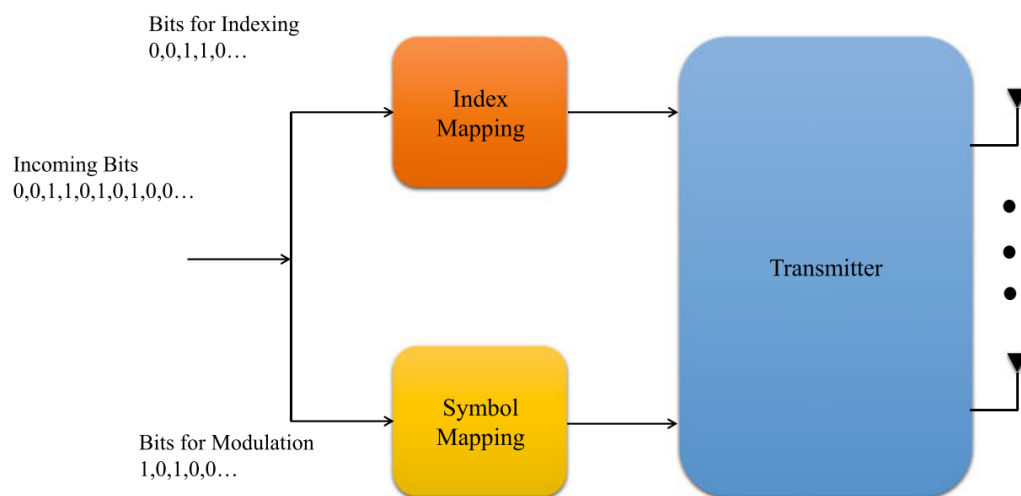 Bits for Indexing
0,0,1,1,0…
Index
Mapping
Incoming Bits
0,0,1,1,0,1,0,1,0,0…
Transmitter
Symbol
Mapping
Bits for Modulation
1,0,1,0,0…